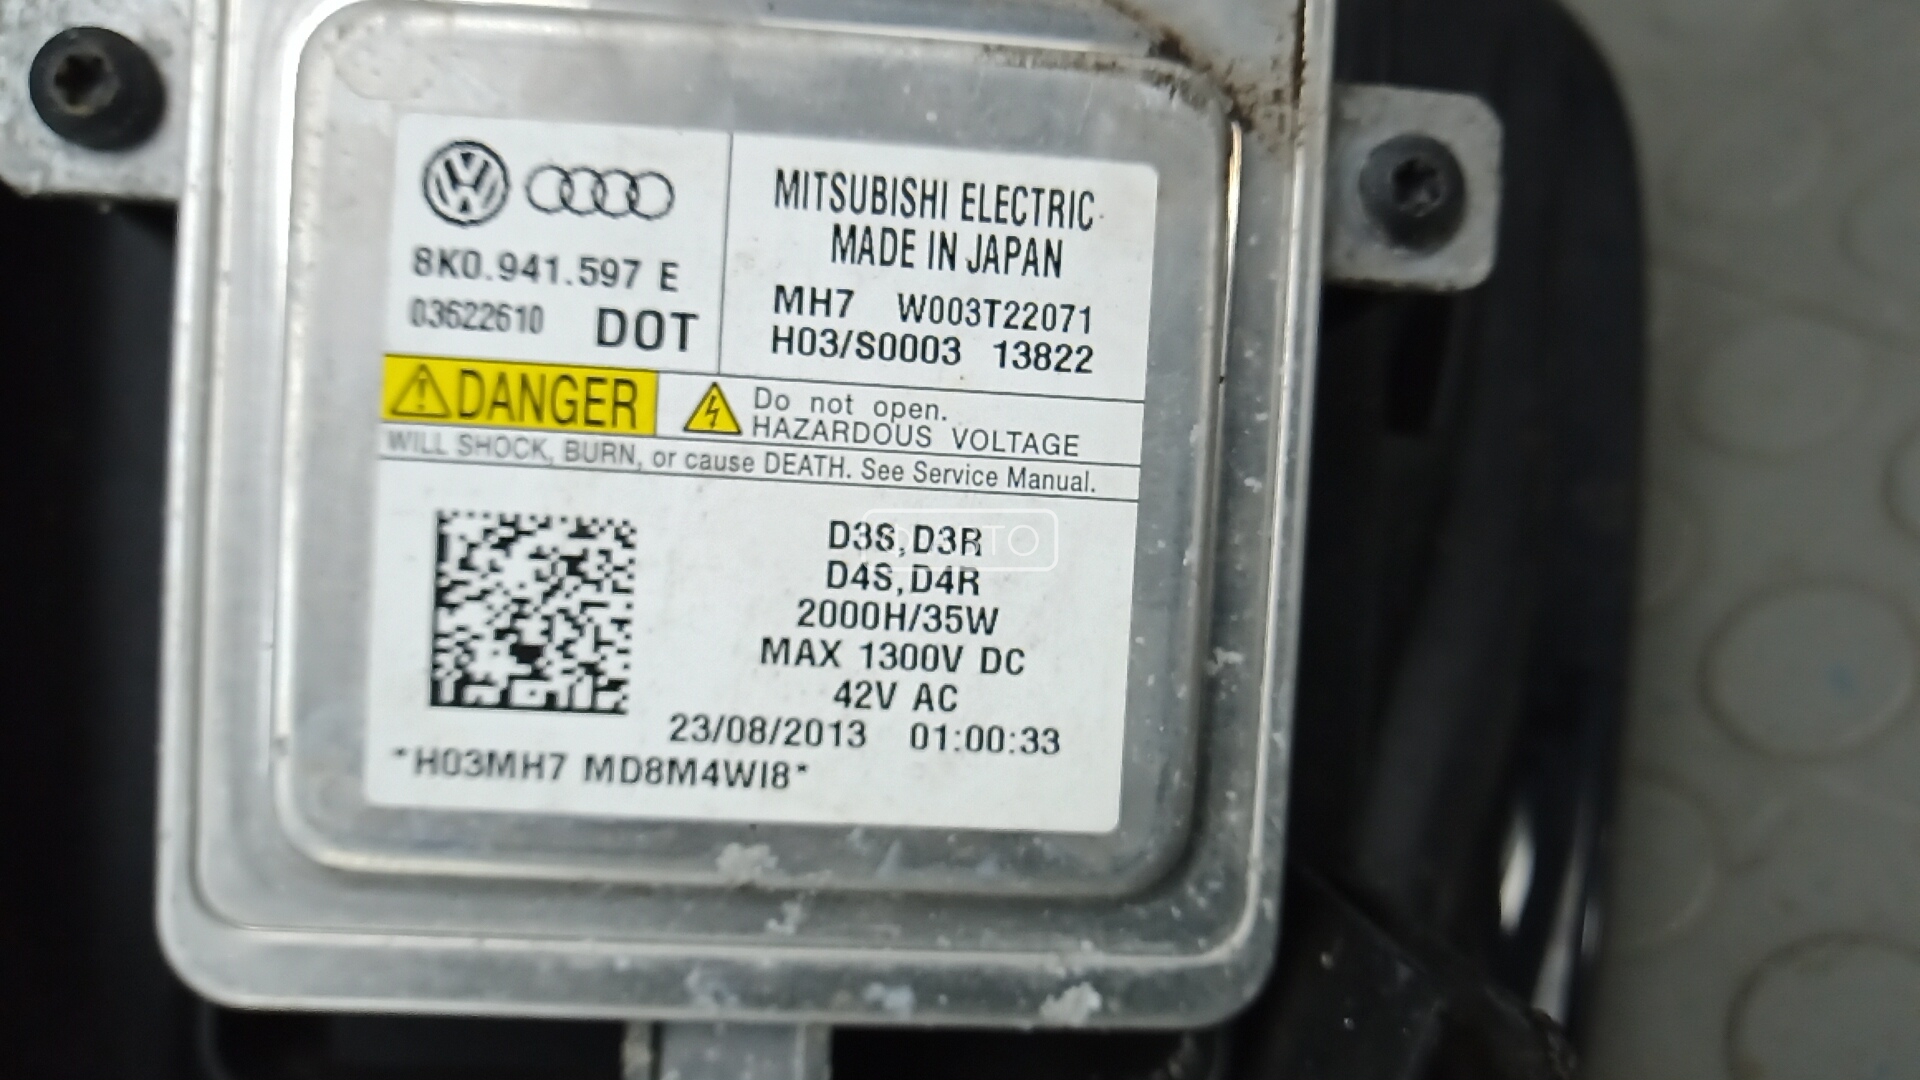 8K0.941.597 E
03622610 DOT
MITSUBISHI ELECTRIC
MADE IN JAPAN
MH7 W003T22071
H03/S0003 13822
DANGER
Do not open.
HAZARDOUS VOLTAGE
WILL SHOCK, BURN, or cause DEATH. See Service Manual.
D3S,D3R
D4S,D4R
2000H/35W
MAX 1300V DC
42V AC
23/08/2013 01:00:33
*H03MH7 MD8M4WI8*